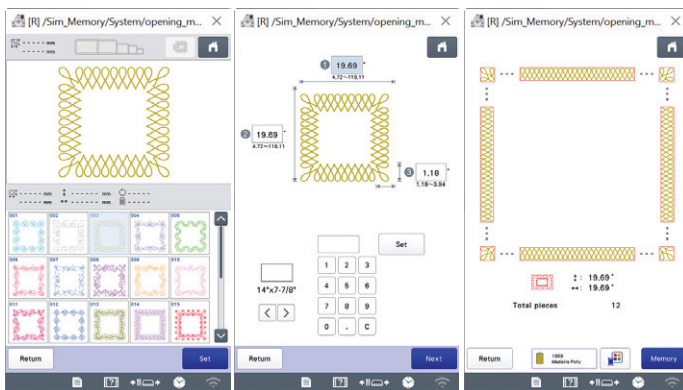 [R] /Sim_Memory/System/opening_m...
----- mm
----- mm
----- mm
----- mm
----- mm
001
002
003
004
005
006
007
008
009
010
011
012
013
014
015
Return
Set
[R] /Sim_Memory/System/opening_m...
1
19.69"
4.72~118.11
2
19.69"
4.72~118.11
3
1.18"
1.18~3.94
Set
14"x7-7/8"
1 2 3
4 5 6
7 8 9
0 . C
Return
Next
[R] /Sim_Memory/System/opening_m...
: 19.69"
: 19.69"
Total pieces 12
Return
Madeira Poly
Memory